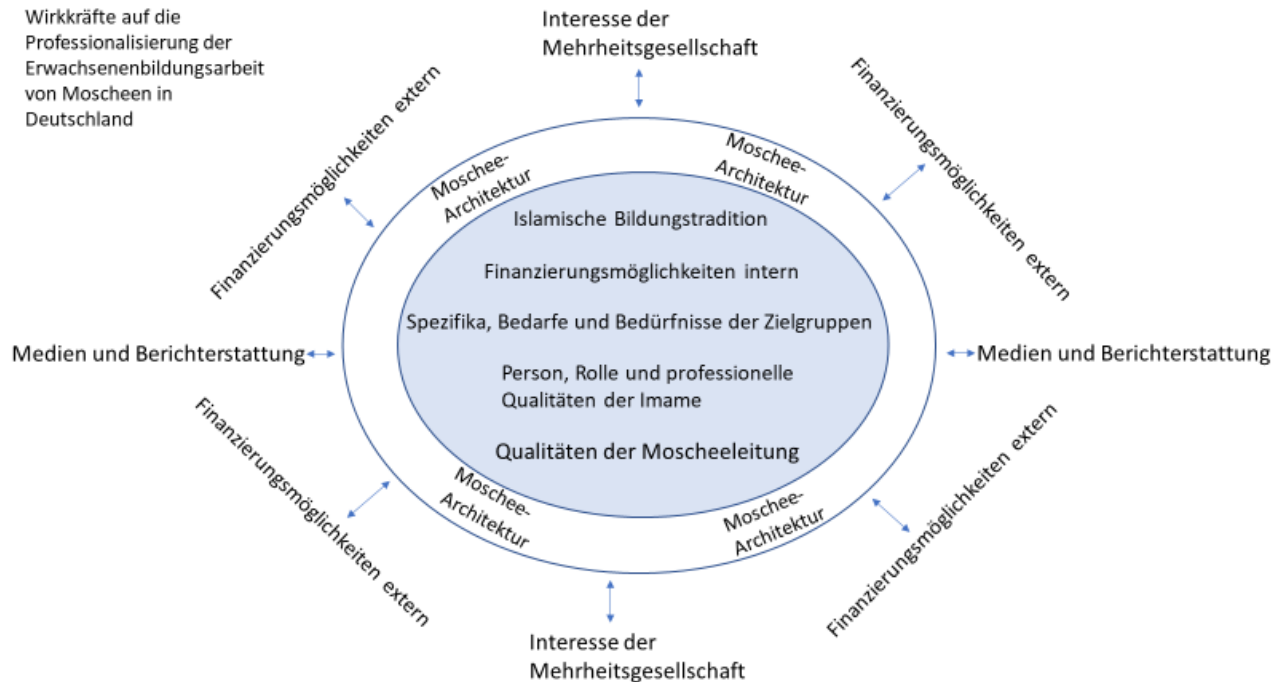 Wirkkräfte auf die
Professionalisierung der
Erwachsenenbildungsarbeit
von Moscheen in
Deutschland
Interesse der
Mehrheitsgesellschaft
Finanzierungsmöglichkeiten extern
Finanzierungsmöglichkeiten extern
Moschee-
Architektur
Moschee-
Architektur
Islamische Bildungstradition
Finanzierungsmöglichkeiten intern
Spezifika, Bedarfe und Bedürfnisse der Zielgruppen
Medien und Berichterstattung
Medien und Berichterstattung
Person, Rolle und professionelle
Qualitäten der Imame
Qualitäten der Moscheeleitung
Moschee-
Architektur
Moschee-
Architektur
Finanzierungsmöglichkeiten extern
Finanzierungsmöglichkeiten extern
Interesse der
Mehrheitsgesellschaft